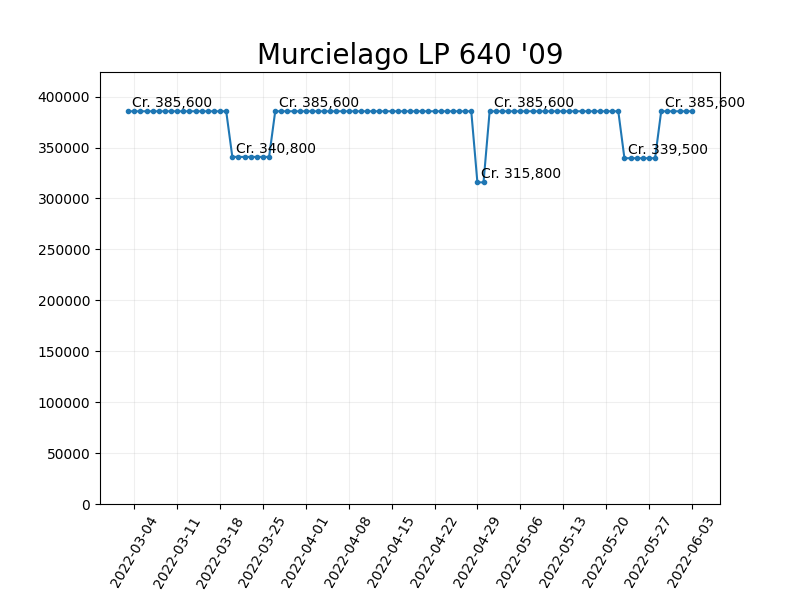 Murcielago LP 640 '09
400000
350000
300000
250000
200000
150000
100000
50000
0
Cr. 385,600
Cr. 340,800
Cr. 385,600
Cr. 315,800
Cr. 385,600
Cr. 339,500
Cr. 385,600
2022-03-04
2022-03-11
2022-03-18
2022-03-25
2022-04-01
2022-04-08
2022-04-15
2022-04-22
2022-04-29
2022-05-06
2022-05-13
2022-05-20
2022-05-27
2022-06-03